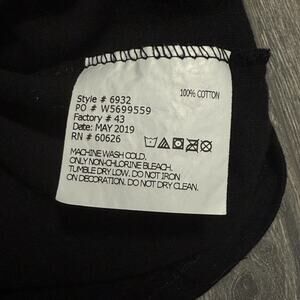 100% COTTON
Style # 6932
PO # W5699559
Factory # 43
Date: MAY 2019
RN # 60626
MACHINE WASH COLD.
ONLY NON-CHLORINE BLEACH.
TUMBLE DRY LOW. DO NOT IRON
ON DECORATION. DO NOT DRY CLEAN.